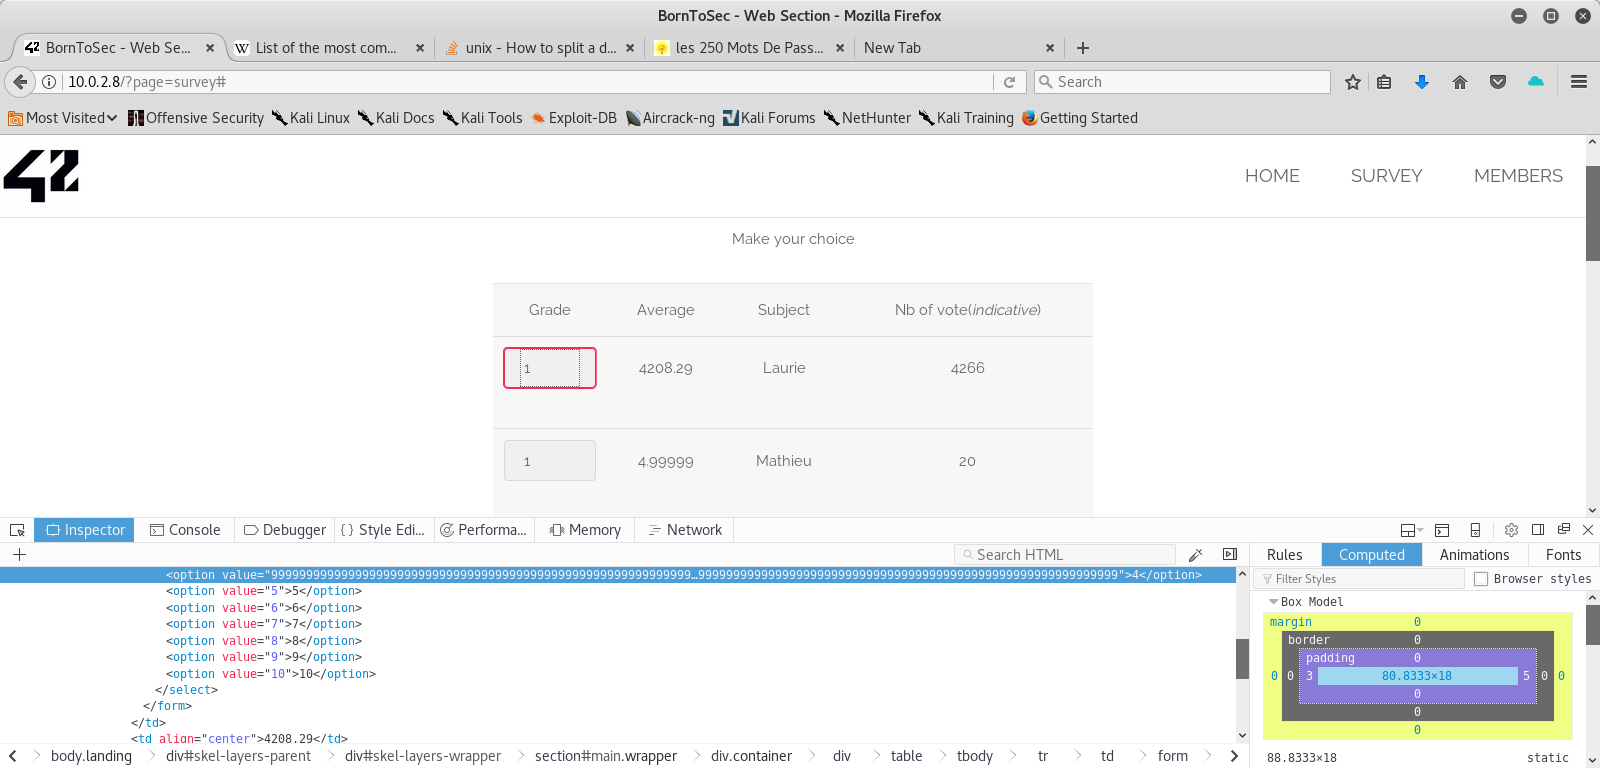 BornToSec - Web Section - Mozilla Firefox
BornToSec - Web Se... × List of the most com... × unix - How to split a d... × les 250 Mots De Pass... × New Tab × +
10.0.2.8/?page=survey# Search
Most Visited Offensive Security Kali Linux Kali Docs Kali Tools Exploit-DB Aircrack-ng Kali Forums NetHunter Kali Training Getting Started
42 HOME SURVEY MEMBERS
Make your choice
Grade Average Subject Nb of vote(indicative)
1 4208.29 Laurie 4266
1 4.99999 Mathieu 20
Inspector Console Debugger { } Style Edi... Performa... Memory Network
+ Search HTML Rules Computed Animations Fonts
Filter Styles Browser styles
<option value="999999999999999999999999999999999999999999999999999999999999…999999999999999999999999999999999999999999999999999999999999">4</option>
<option value="5">5</option>
<option value="6">6</option>
<option value="7">7</option>
<option value="8">8</option>
<option value="9">9</option>
<option value="10">10</option>
</select>
</form>
</td>
<td align="center">4208.29</td>
Box Model
margin 0
border 0
padding 0
0 0 3 80.8333×18 5 0 0
0
0
0
88.8333×18 static
body.landing div#skel-layers-parent div#skel-layers-wrapper section#main.wrapper div.container div table tbody tr td form